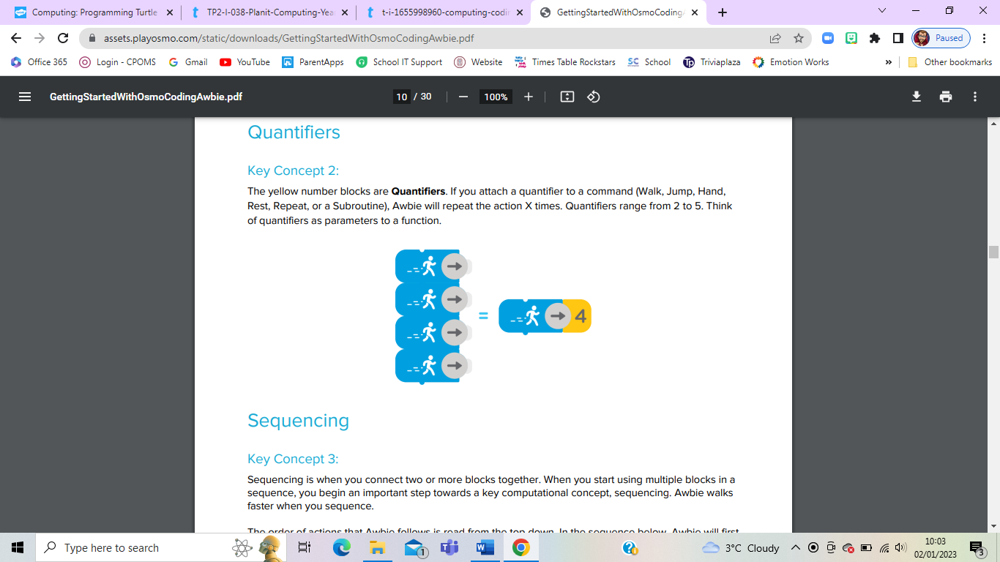 Computing: Programming Turtle
TP2-I-038-Planit-Computing-Yea
t-i-1655998960-computing-codin
GettingStartedWithOsmoCodingA
assets.playosmo.com/static/downloads/GettingStartedWithOsmoCodingAwbie.pdf
Paused
Office 365
Login - CPOMS
Gmail
YouTube
ParentApps
School IT Support
Website
Times Table Rockstars
School
Triviaplaza
Emotion Works
»
Other bookmarks
GettingStartedWithOsmoCodingAwbie.pdf
10 / 30
100%
Quantifiers
Key Concept 2:
The yellow number blocks are Quantifiers. If you attach a quantifier to a command (Walk, Jump, Hand,
Rest, Repeat, or a Subroutine), Awbie will repeat the action X times. Quantifiers range from 2 to 5. Think
of quantifiers as parameters to a function.
= 4
Sequencing
Key Concept 3:
Sequencing is when you connect two or more blocks together. When you start using multiple blocks in a
sequence, you begin an important step towards a key computational concept, sequencing. Awbie walks
faster when you sequence.
The order of actions that Awbie follows is read from the top down. In the sequence below, Awbie will first
Type here to search
1
3°C Cloudy
10:03
02/01/2023
3